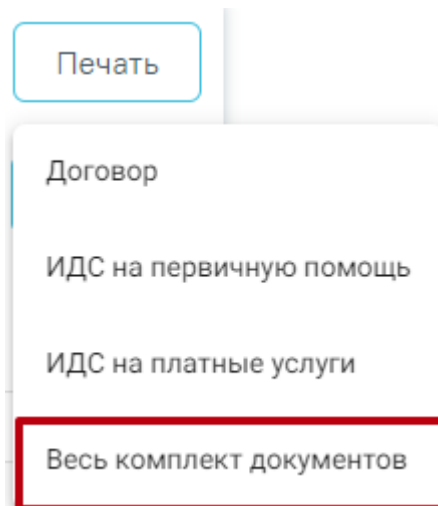 Печать
Договор
ИДС на первичную помощь
ИДС на платные услуги
Весь комплект документов